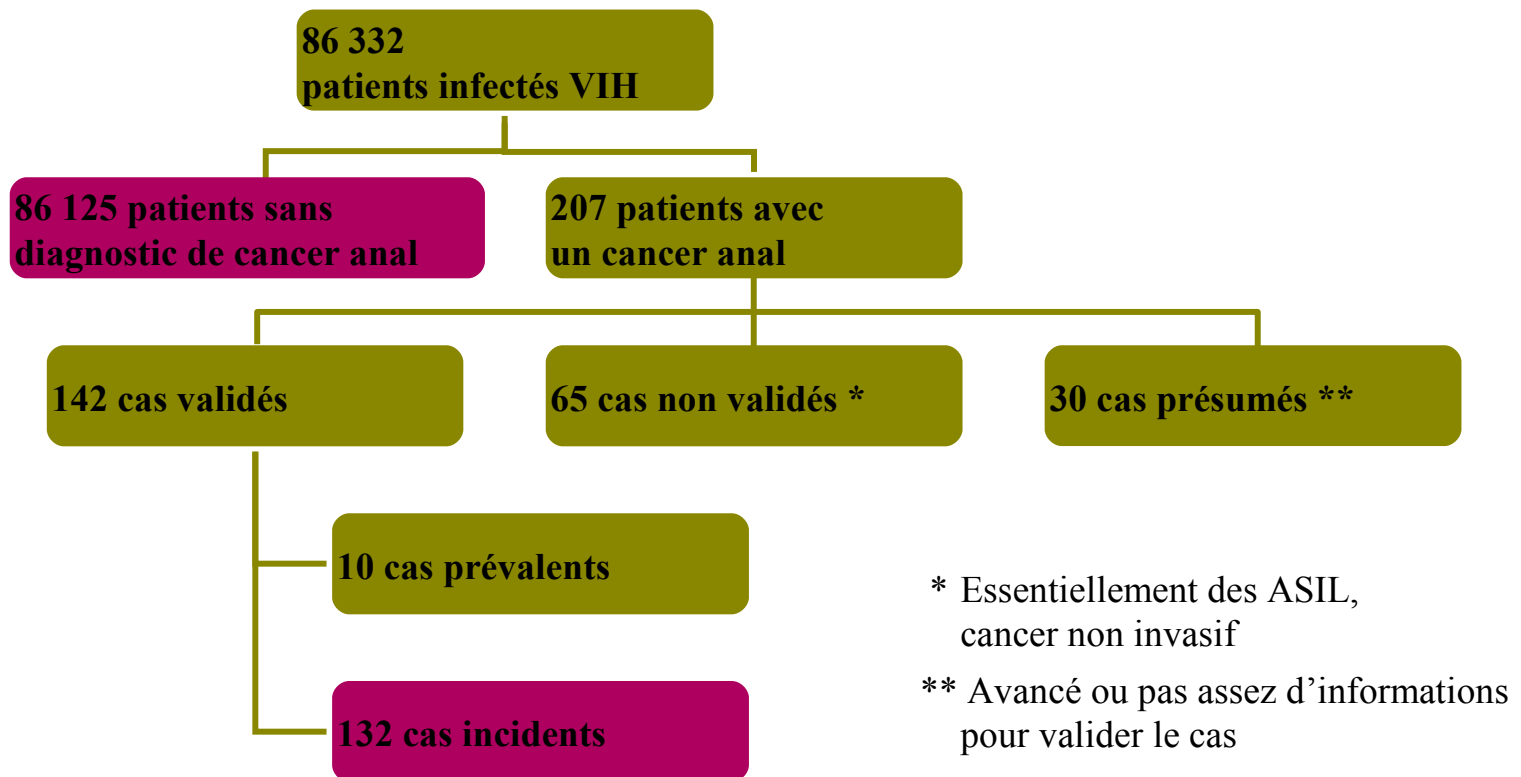 86 332
patients infectés VIH
86 125 patients sans
diagnostic de cancer anal
207 patients avec
un cancer anal
142 cas validés
65 cas non validés *
30 cas présumés **
10 cas prévalents
132 cas incidents
* Essentiellement des ASIL,
cancer non invasif
** Avancé ou pas assez d’informations
pour valider le cas